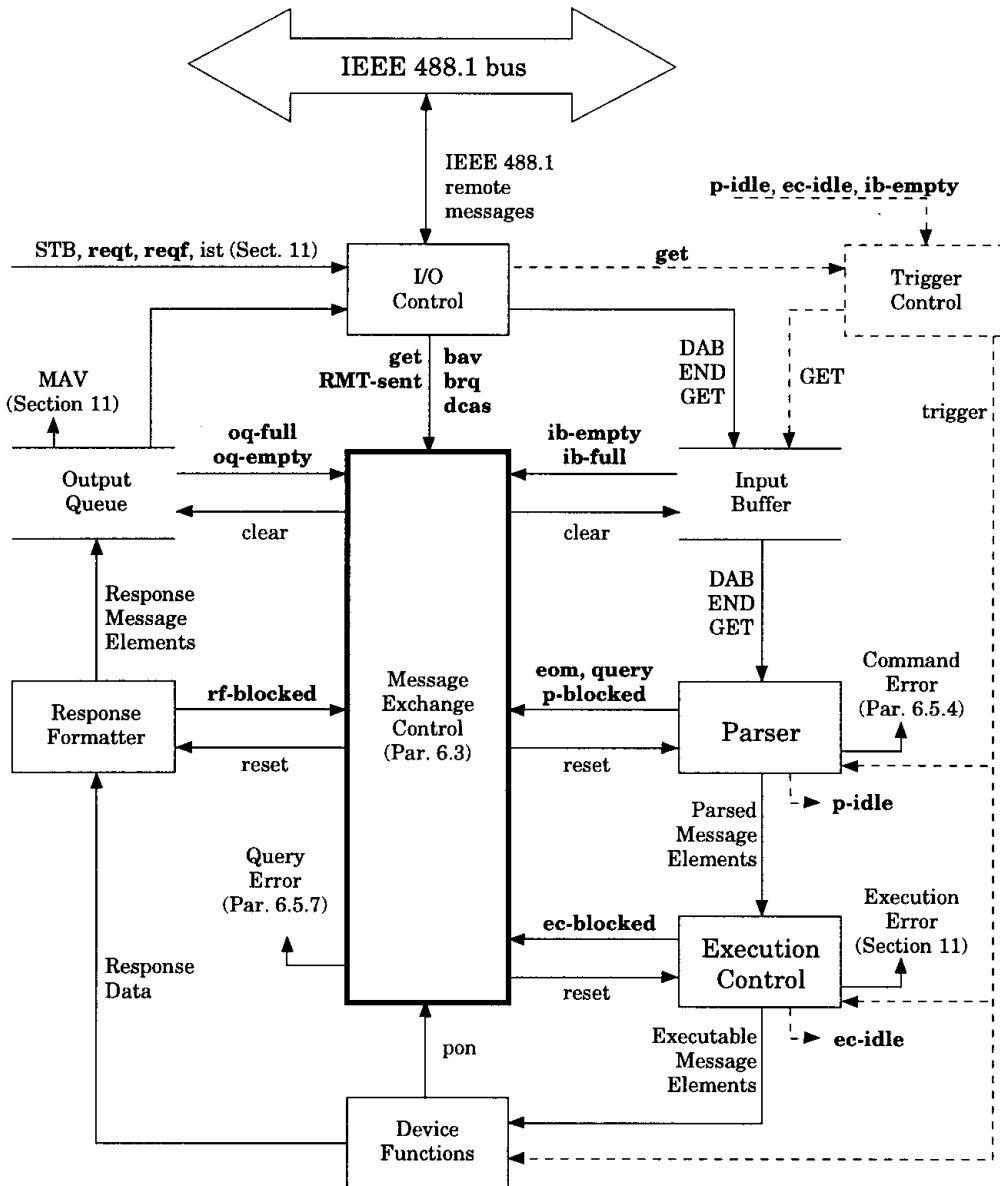 IEEE 488.1 bus
IEEE 488.1
remote
messages
p-idle, ec-idle, ib-empty
STB, reqt, reqf, ist (Sect. 11)
I/O
Control
get
Trigger
Control
get
RMT-sent
bav
brq
dcas
DAB
END
GET
GET
trigger
MAV
(Section 11)
oq-full
oq-empty
ib-empty
ib-full
Output
Queue
Input
Buffer
clear
clear
Response
Message
Elements
DAB
END
GET
Command
Error
(Par. 6.5.4)
Response
Formatter
rf-blocked
reset
Message
Exchange
Control
(Par. 6.3)
eom, query
p-blocked
reset
Parser
p-idle
Parsed
Message
Elements
Query
Error
(Par. 6.5.7)
Execution
Error
(Section 11)
ec-blocked
reset
Execution
Control
ec-idle
Response
Data
pon
Executable
Message
Elements
Device
Functions